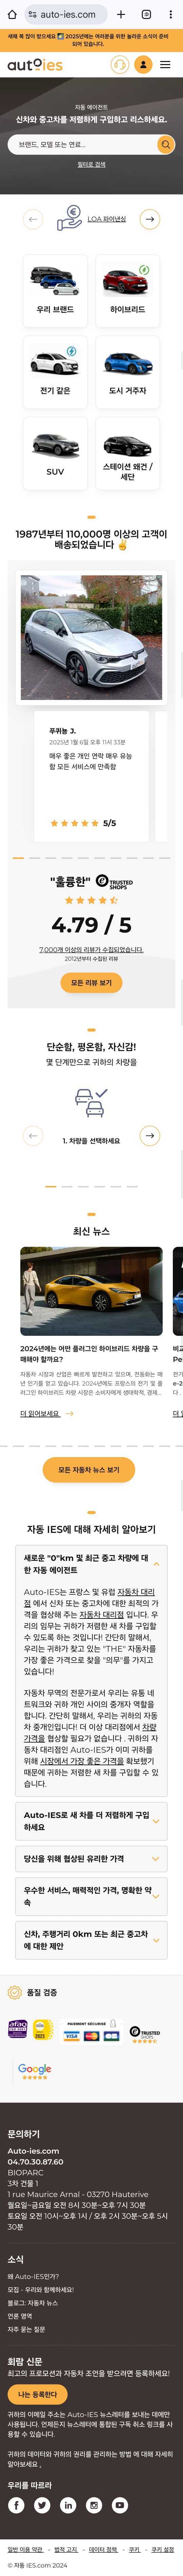 auto-ies.com
새해 복 많이 받으세요 2025년에는 여러분을 위한 놀라운 소식이 준비
되어 있습니다.
autoies
자동 에이전트
신차와 중고차를 저렴하게 구입하고 리스하세요.
브랜드, 모델 또는 연료...
필터로 검색
LOA 파이낸싱
우리 브랜드
하이브리드
전기 같은
도시 거주자
SUV
스테이션 왜건 /
세단
1987년부터 110,000명 이상의 고객이
배송되었습니다
푸퀴뇽 J.
2025년 1월 6일 오후 11시 33분
매우 좋은 개인 연락 매우 유능
함 모든 서비스에 만족함
5/5
"훌륭한" TRUSTED SHOPS
4.79 / 5
7,000개 이상의 리뷰가 수집되었습니다.
2012년부터 수집된 리뷰
모든 리뷰 보기
단순함, 평온함, 자신감!
몇 단계만으로 귀하의 차량을
1. 차량을 선택하세요
최신 뉴스
2024년에는 어떤 플러그인 하이브리드 차량을 구
매해야 할까요?
자동차 시장과 산업은 빠르게 발전하고 있으며, 전동화는 매
년 인기를 얻고 있습니다. 2024년에도 프랑스의 전기 및 플
러그인 하이브리드 차량 시장은 소비자에게 생태학적, 경제...
더 읽어보세요
비교
Pe
전기
e-2
다.
더 읽
모든 자동차 뉴스 보기
자동 IES에 대해 자세히 알아보기
새로운 "0"km 및 최근 중고 차량에 대
한 자동 에이전트
Auto-IES는 프랑스 및 유럽 자동차 대리
점 에서 신차 또는 중고차에 대한 최적의 가
격을 협상해 주는 자동차 대리점 입니다. 우
리의 임무는 귀하가 저렴한 새 차를 구입할
수 있도록 하는 것입니다! 간단히 말해서,
우리는 귀하가 찾고 있는 "THE" 자동차를
가장 좋은 가격으로 찾을 "의무"를 가지고
있습니다!
자동차 무역의 전문가로서 우리는 유통 네
트워크와 귀하 개인 사이의 중개자 역할을
합니다. 간단히 말해서, 우리는 귀하의 자동
차 중개인입니다! 더 이상 대리점에서 차량
가격을 협상할 필요가 없습니다 . 귀하의 자
동차 대리점인 Auto-IES가 이미 귀하를
위해 시장에서 가장 좋은 가격을 확보했기
때문에 귀하는 저렴한 새 차를 구입할 수 있
습니다.
Auto-IES로 새 차를 더 저렴하게 구입
하세요
당신을 위해 협상된 유리한 가격
우수한 서비스, 매력적인 가격, 명확한 약
속
신차, 주행거리 0km 또는 최근 중고차
에 대한 제안
품질 검증
afaq
PAIEMENT SÉCURISÉ
VISA
TRUSTED SHOPS
Google
문의하기
Auto-ies.com
04.70.30.87.60
BIOPARC
3차 건물 1
1 rue Maurice Arnal - 03270 Hauterive
월요일~금요일 오전 8시 30분~오후 7시 30분
토요일 오전 10시~오후 1시 / 오후 2시 30분~오후 5시
30분
소식
왜 Auto-IES인가?
모집 - 우리와 함께하세요!
블로그: 자동차 뉴스
언론 영역
자주 묻는 질문
회람 신문
최고의 프로모션과 자동차 조언을 받으려면 등록하세요!
나는 등록한다
귀하의 이메일 주소는 Auto-IES 뉴스레터를 보내는 데에만
사용됩니다. 언제든지 뉴스레터에 통합된 구독 취소 링크를 사
용할 수 있습니다.
귀하의 데이터와 귀하의 권리를 관리하는 방법 에 대해 자세히
알아보세요 .
우리를 따르라
일반 이용 약관 - 법적 고지 - 데이터 정책 - 쿠키 - 쿠키 설정
© 자동 IES.com 2024